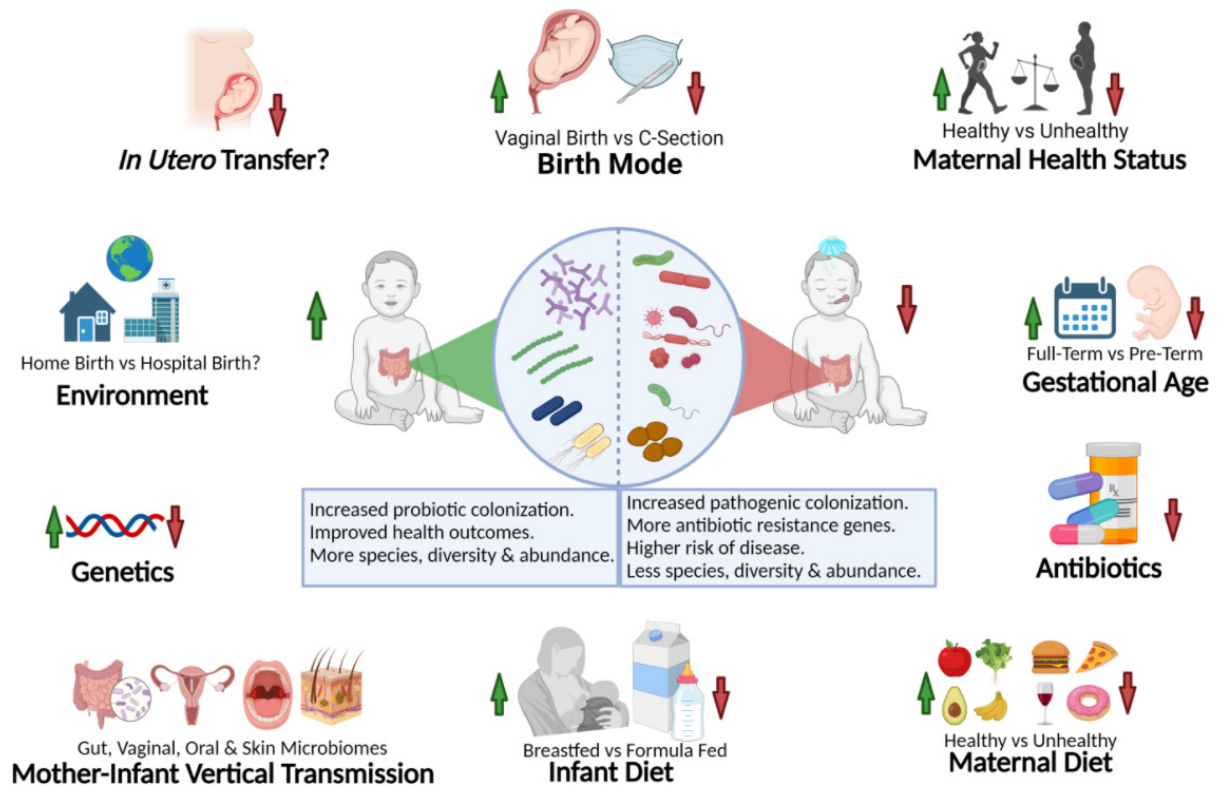 In Utero Transfer?
Vaginal Birth vs C-Section
Birth Mode
Healthy vs Unhealthy
Maternal Health Status
Home Birth vs Hospital Birth?
Environment
Full-Term vs Pre-Term
Gestational Age
Increased probiotic colonization.
Improved health outcomes.
More species, diversity & abundance.
Increased pathogenic colonization.
More antibiotic resistance genes.
Higher risk of disease.
Less species, diversity & abundance.
Genetics
Rx
Antibiotics
Gut, Vaginal, Oral & Skin Microbiomes
Mother-Infant Vertical Transmission
Breastfed vs Formula Fed
Infant Diet
Healthy vs Unhealthy
Maternal Diet